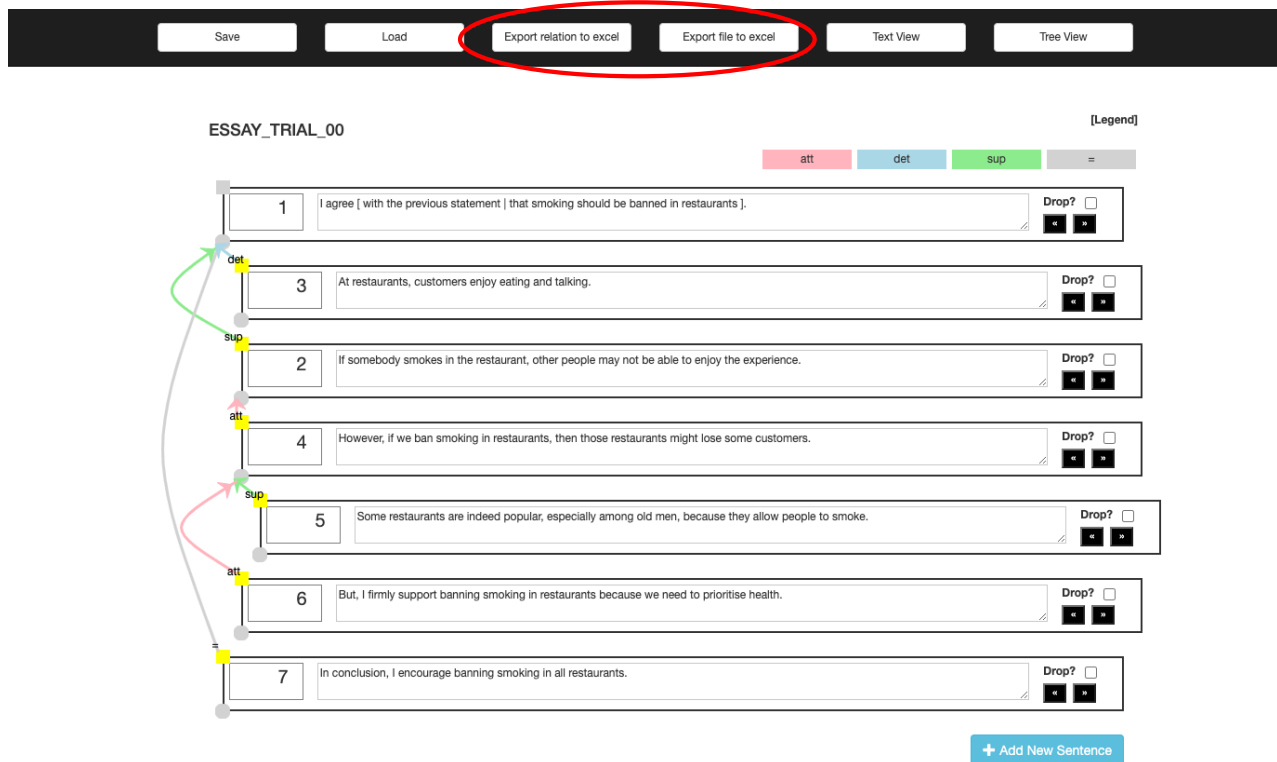 Save Load Export relation to excel Export file to excel Text View Tree View
[Legend]
ESSAY_TRIAL_00
att det sup =
1 I agree [ with the previous statement | that smoking should be banned in restaurants ]. Drop?
« »
det
3 At restaurants, customers enjoy eating and talking. Drop?
« »
sup
2 If somebody smokes in the restaurant, other people may not be able to enjoy the experience. Drop?
« »
att
4 However, if we ban smoking in restaurants, then those restaurants might lose some customers. Drop?
« »
sup
5 Some restaurants are indeed popular, especially among old men, because they allow people to smoke. Drop?
« »
att
6 But, I firmly support banning smoking in restaurants because we need to prioritise health. Drop?
« »
=
7 In conclusion, I encourage banning smoking in all restaurants. Drop?
« »
+ Add New Sentence